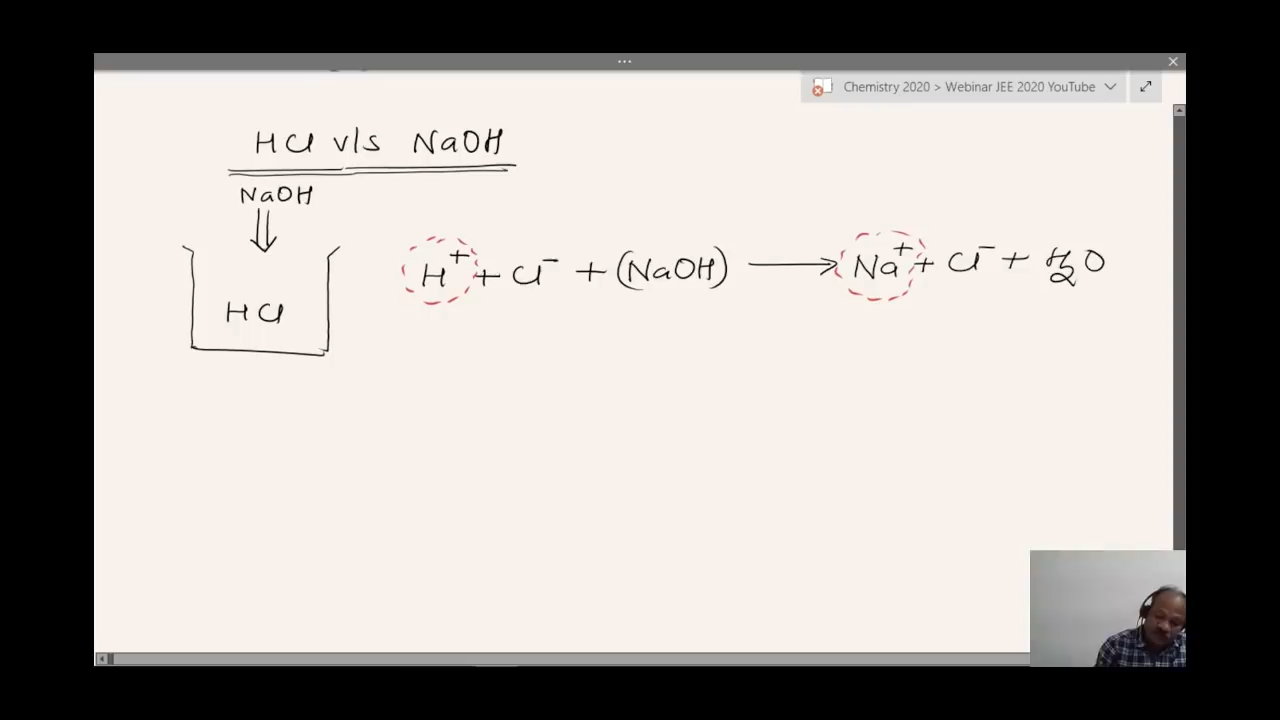 Chemistry 2020 > Webinar JEE 2020 YouTube
HCl v/s NaOH
NaOH
H⁺ + Cl⁻ + (NaOH) ⟶ Na⁺ + Cl⁻ + H₂O
HCl